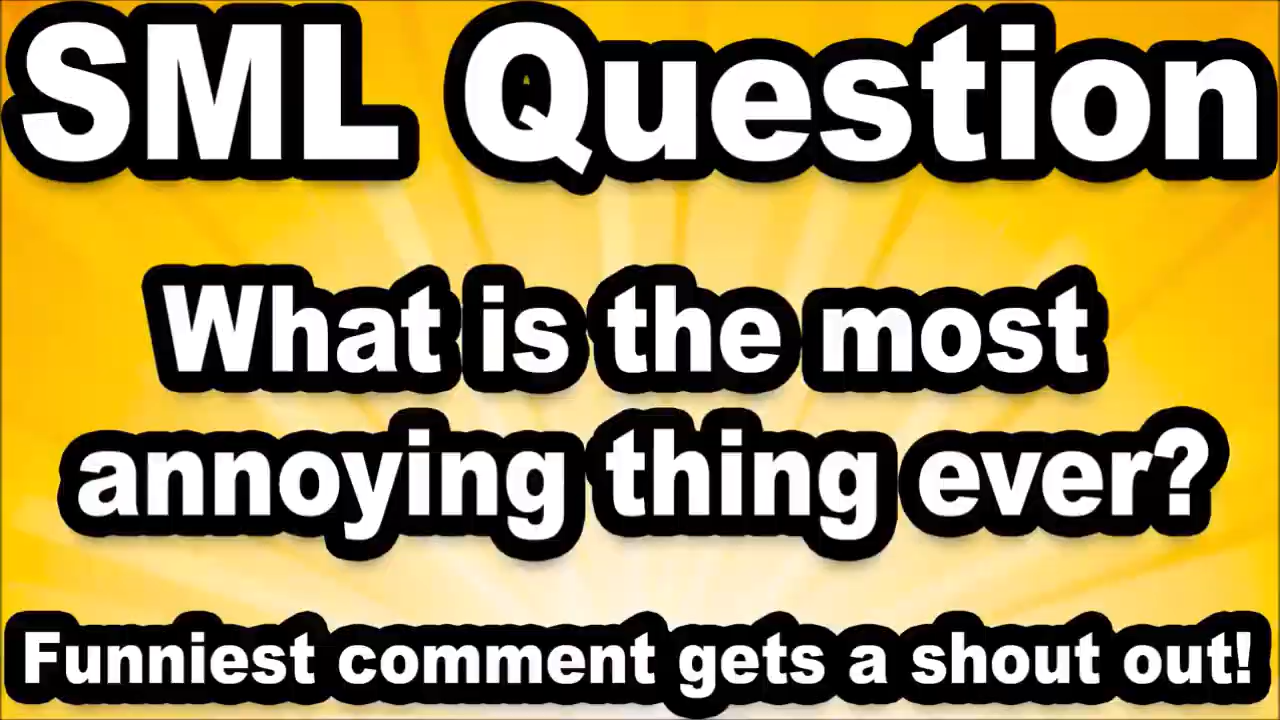 SML Question
What is the most
annoying thing ever?
Funniest comment gets a shout out!